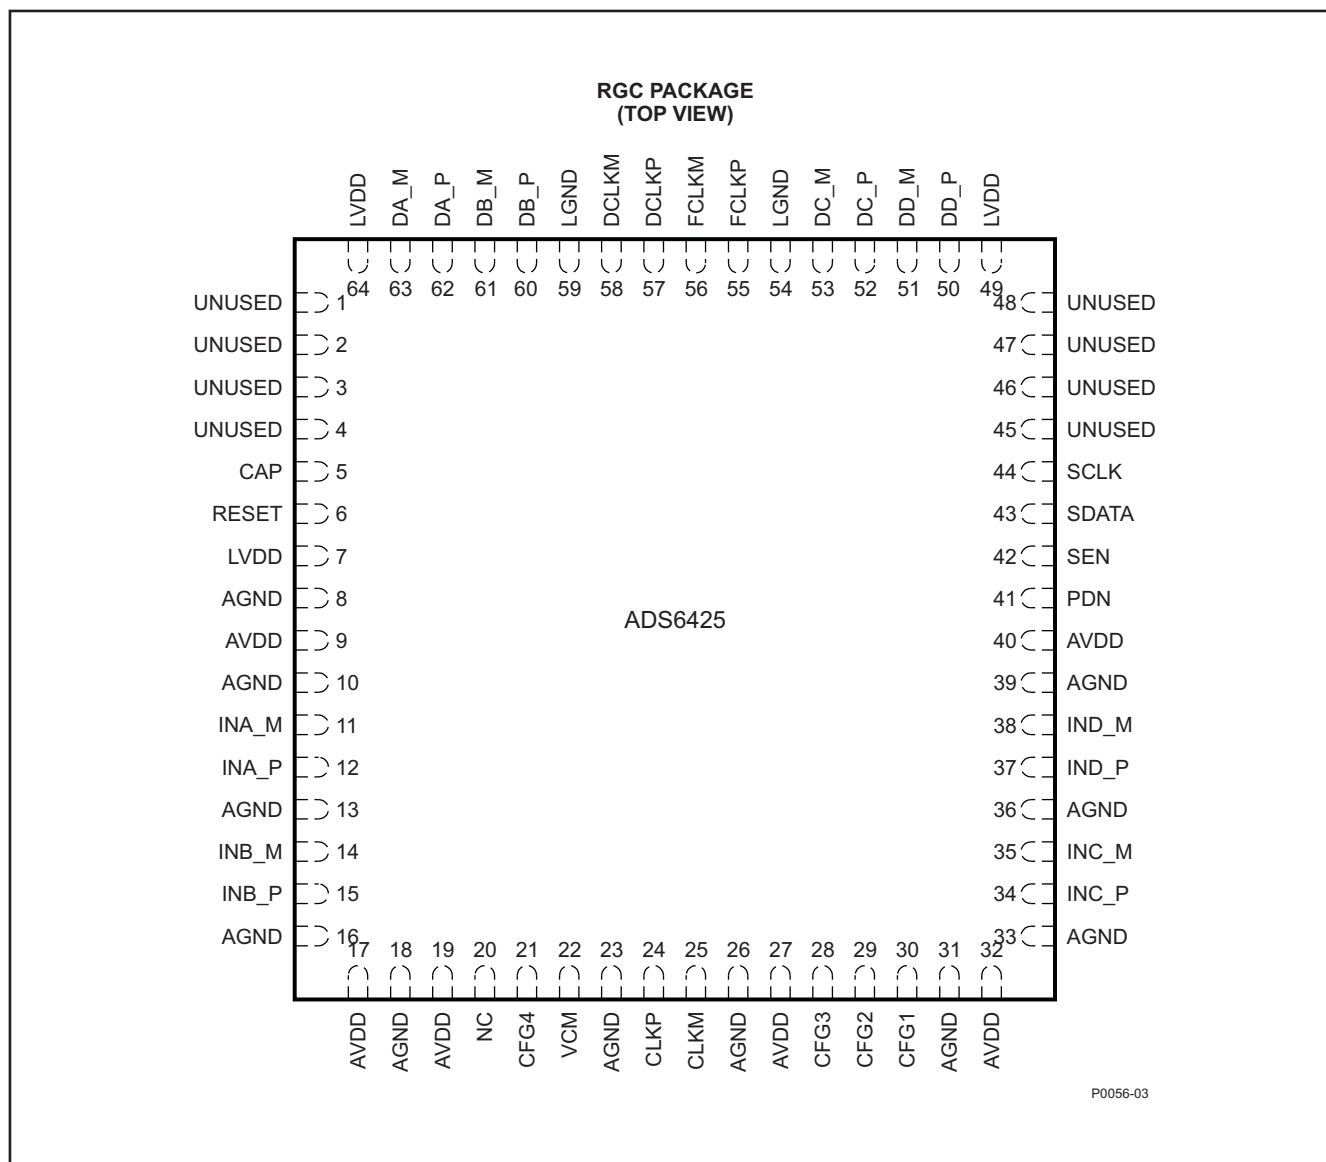 RGC PACKAGE
(TOP VIEW)
LVDD
DA_M
DA_P
DB_M
DB_P
LGND
DCLKM
DCLKP
FCLKM
FCLKP
LGND
DC_M
DC_P
DD_M
DD_P
LVDD
64 63 62 61 60 59 58 57 56 55 54 53 52 51 50 49
UNUSED 1 48 UNUSED
UNUSED 2 47 UNUSED
UNUSED 3 46 UNUSED
UNUSED 4 45 UNUSED
CAP 5 44 SCLK
RESET 6 43 SDATA
LVDD 7 42 SEN
AGND 8 41 PDN
ADS6425
AVDD 9 40 AVDD
AGND 10 39 AGND
INA_M 11 38 IND_M
INA_P 12 37 IND_P
AGND 13 36 AGND
INB_M 14 35 INC_M
INB_P 15 34 INC_P
AGND 16 33 AGND
17 18 19 20 21 22 23 24 25 26 27 28 29 30 31 32
AVDD
AGND
AVDD
NC
CFG4
VCM
AGND
CLKP
CLKM
AGND
AVDD
CFG3
CFG2
CFG1
AGND
AVDD
P0056-03